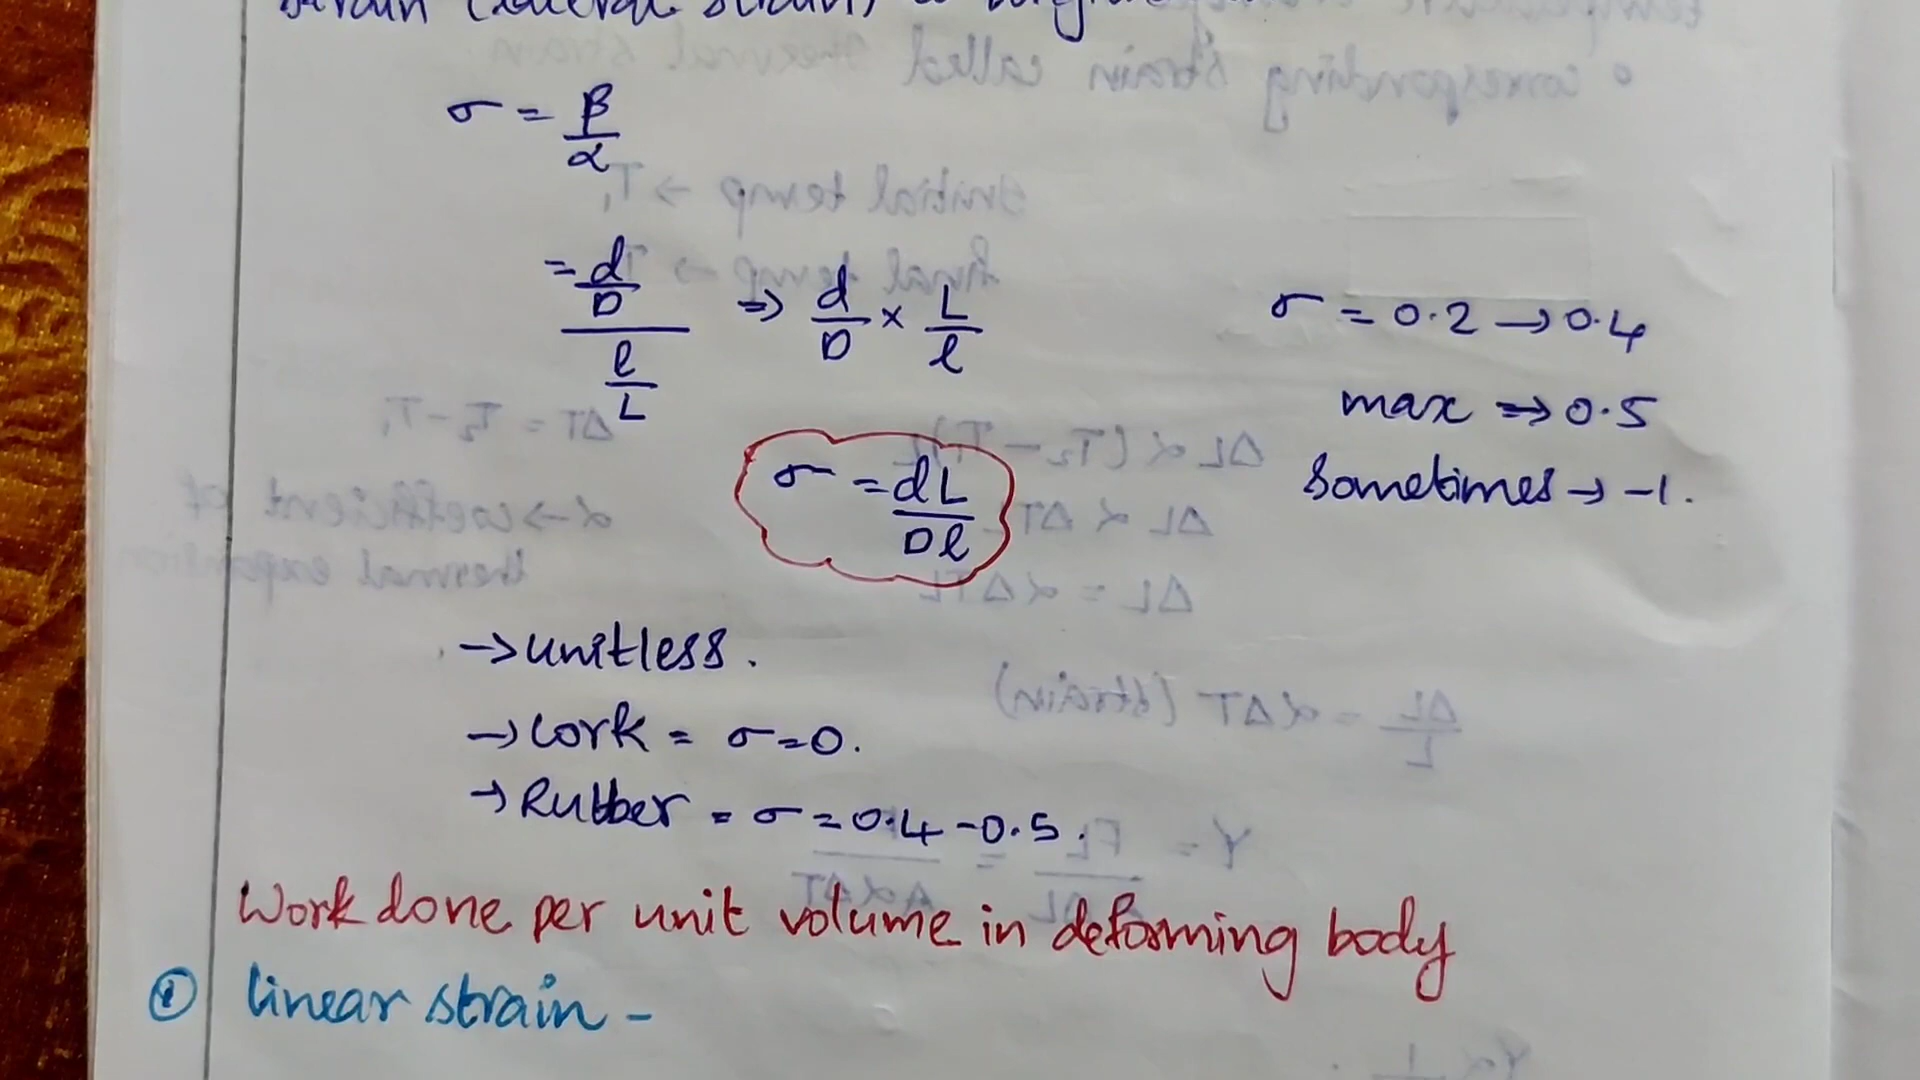 σ = β/α
= d/D / l/L ⇒ d/D × L/l
σ = dL/Dl
σ = 0.2 → 0.4
max ⇒ 0.5
Sometimes → -1.
→ Unitless.
→ Cork = σ=0.
→ Rubber = σ = 0.4 - 0.5.
Work done per unit volume in deforming body
① linear strain -